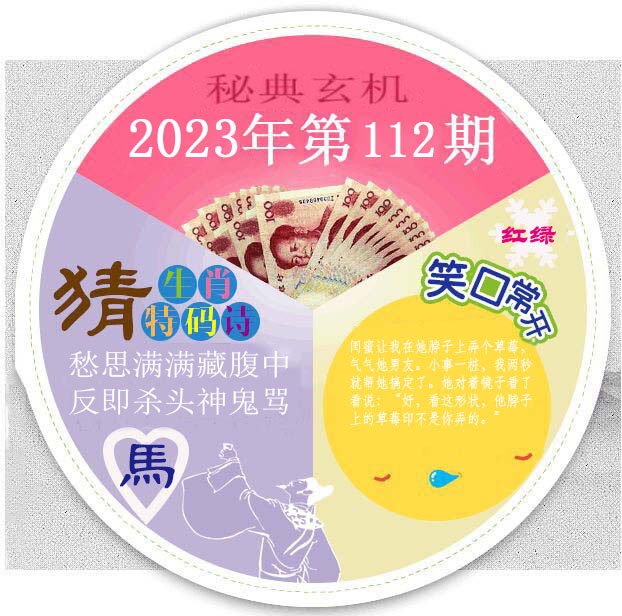 秘典玄机
2023年第112期
红绿
笑口常开
猜
生肖
特码诗
愁思满满藏腹中
反即杀头神鬼骂
馬
闺蜜让我在她脖子上弄个草莓，
气气她男友。小事一桩，我两秒
就帮她搞定了。她对着镜子看了
看说：“好，看这形状，他脖子
上的草莓印不是你弄的。”
100
100
100